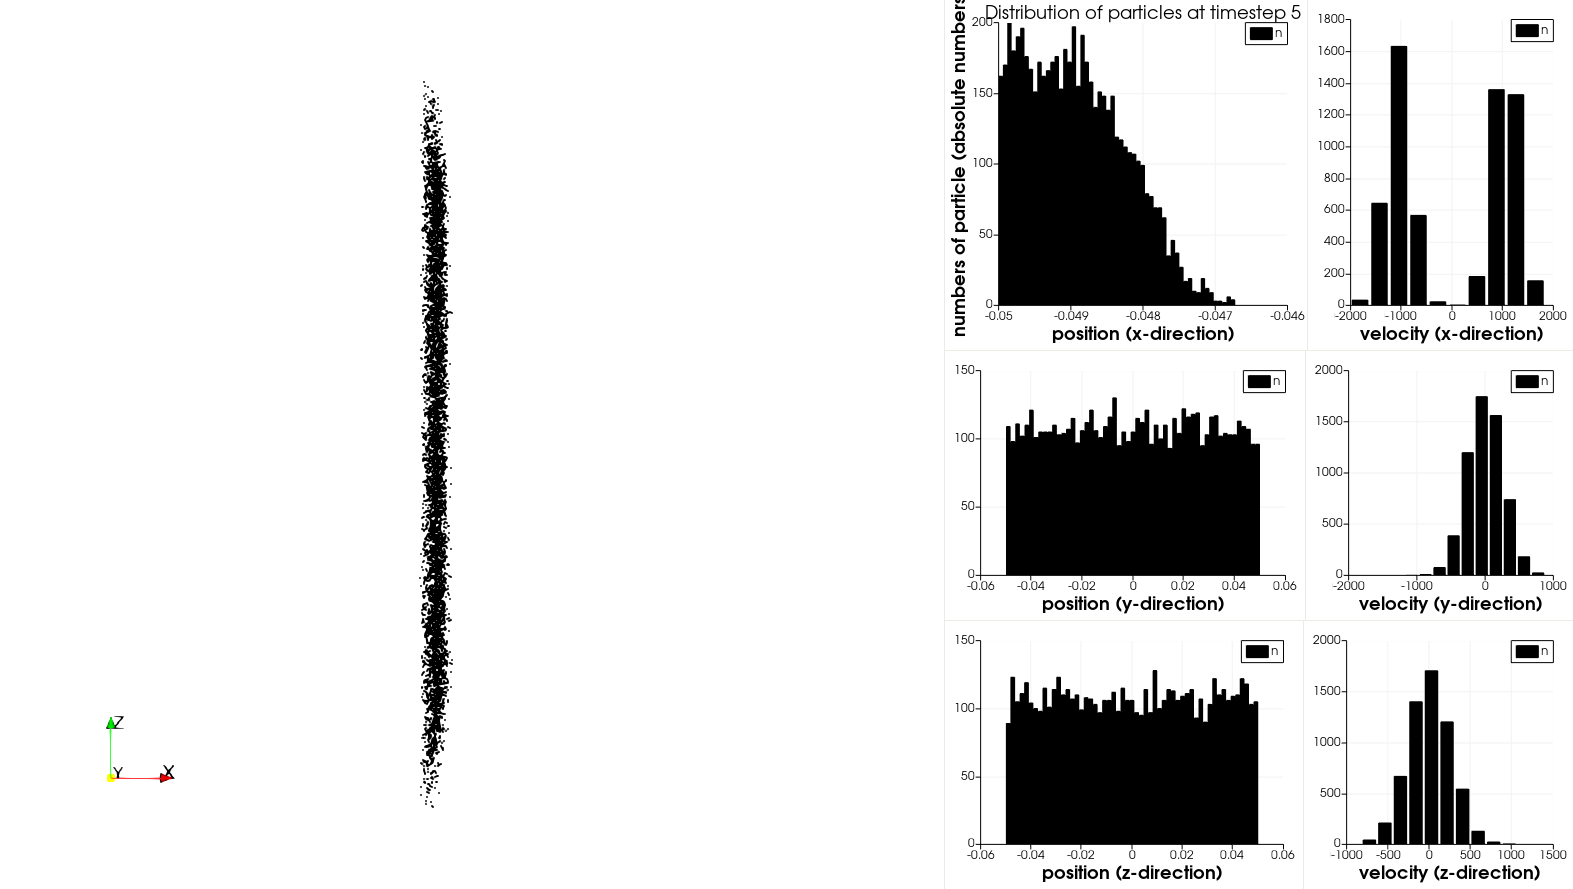 Distribution of particles at timestep 5
numbers of particle (absolute numbers
200
150
100
50
0
-0.05 -0.049 -0.048 -0.047 -0.046
position (x-direction)
n
1800
1600
1400
1200
1000
800
600
400
200
0
-2000 -1000 0 1000 2000
velocity (x-direction)
n
150
100
50
0
-0.06 -0.04 -0.02 0 0.02 0.04 0.06
position (y-direction)
n
2000
1500
1000
500
0
-2000 -1000 0 1000
velocity (y-direction)
n
150
100
50
0
-0.06 -0.04 -0.02 0 0.02 0.04 0.06
position (z-direction)
n
2000
1500
1000
500
0
-1000 -500 0 500 1000 1500
velocity (z-direction)
n
Z
Y X